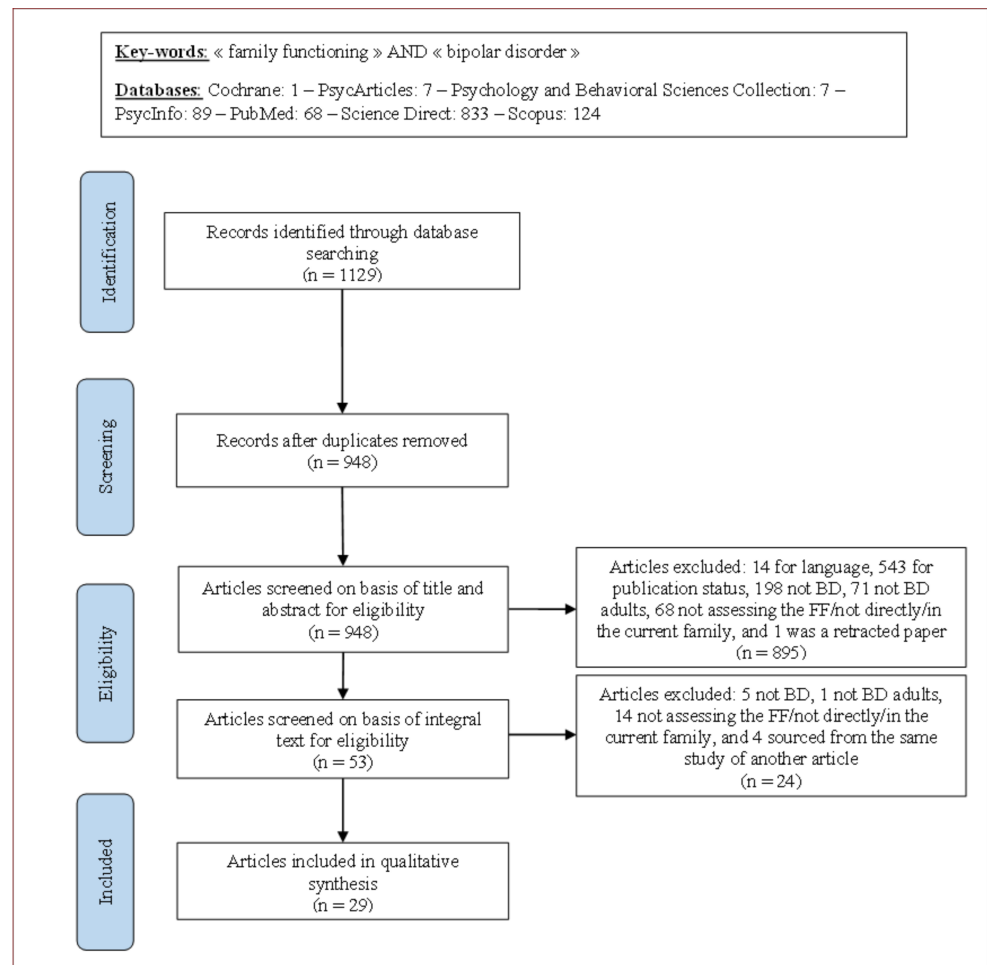 Key-words: « family functioning » AND « bipolar disorder »
Databases: Cochrane: 1 – PsycArticles: 7 – Psychology and Behavioral Sciences Collection: 7 –
PsycInfo: 89 – PubMed: 68 – Science Direct: 833 – Scopus: 124
Identification
Records identified through database
searching
(n = 1129)
Screening
Records after duplicates removed
(n = 948)
Eligibility
Articles screened on basis of title and
abstract for eligibility
(n = 948)
Articles excluded: 14 for language, 543 for
publication status, 198 not BD, 71 not BD
adults, 68 not assessing the FF/not directly/in
the current family, and 1 was a retracted paper
(n = 895)
Articles screened on basis of integral
text for eligibility
(n = 53)
Articles excluded: 5 not BD, 1 not BD adults,
14 not assessing the FF/not directly/in the
current family, and 4 sourced from the same
study of another article
(n = 24)
Included
Articles included in qualitative
synthesis
(n = 29)